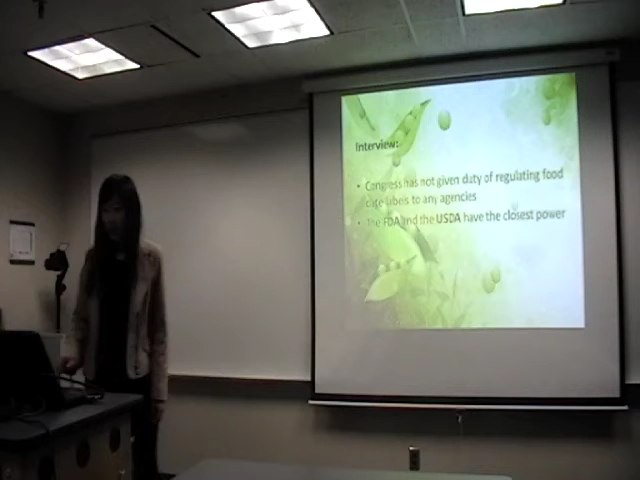 Interview:
• Congress has not given duty of regulating food
date labels to any agencies
• The FDA and the USDA have the closest power